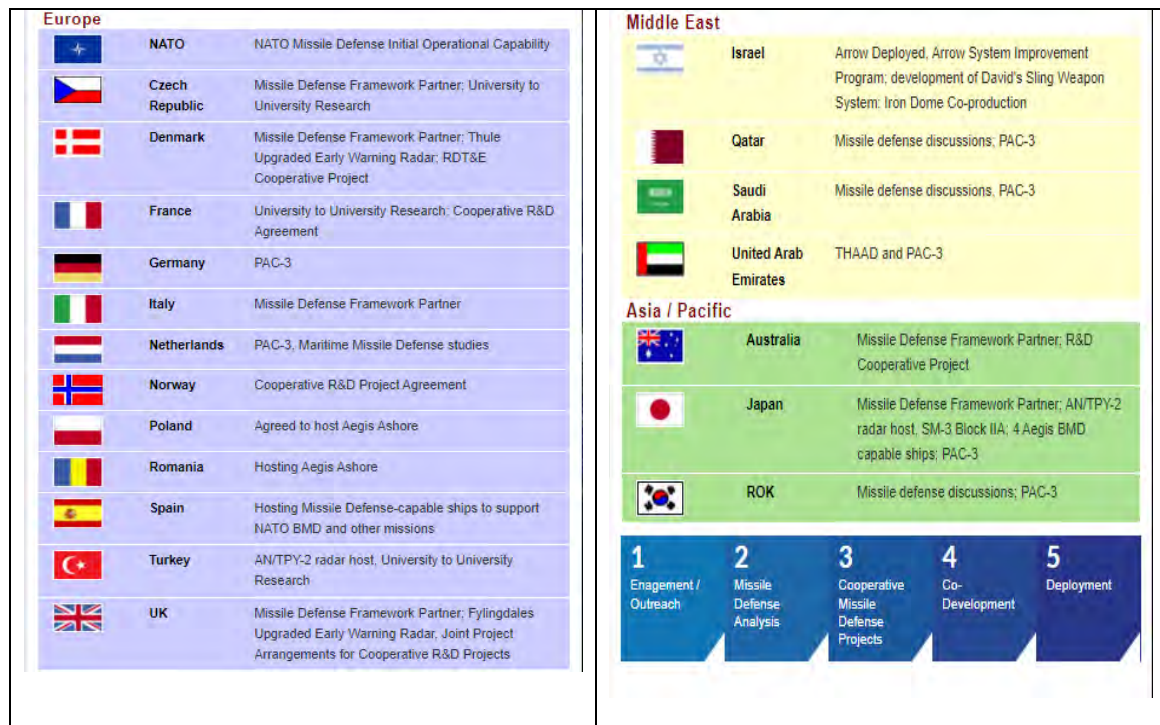 Europe
NATO NATO Missile Defense Initial Operational Capability
Czech Republic Missile Defense Framework Partner; University to
University Research
Denmark Missile Defense Framework Partner; Thule
Upgraded Early Warning Radar; RDT&E
Cooperative Project
France University to University Research; Cooperative R&D
Agreement
Germany PAC-3
Italy Missile Defense Framework Partner
Netherlands PAC-3, Maritime Missile Defense studies
Norway Cooperative R&D Project Agreement
Poland Agreed to host Aegis Ashore
Romania Hosting Aegis Ashore
Spain Hosting Missile Defense-capable ships to support
NATO BMD and other missions
Turkey AN/TPY-2 radar host, University to University
Research
UK Missile Defense Framework Partner; Fylingdales
Upgraded Early Warning Radar, Joint Project
Arrangements for Cooperative R&D Projects
Middle East
Israel Arrow Deployed, Arrow System Improvement
Program; development of David's Sling Weapon
System; Iron Dome Co-production
Qatar Missile defense discussions; PAC-3
Saudi Arabia Missile defense discussions, PAC-3
United Arab Emirates THAAD and PAC-3
Asia / Pacific
Australia Missile Defense Framework Partner; R&D
Cooperative Project
Japan Missile Defense Framework Partner; AN/TPY-2
radar host, SM-3 Block IIA; 4 Aegis BMD
capable ships; PAC-3
ROK Missile defense discussions; PAC-3
1
Enagement /
Outreach
2
Missile
Defense
Analysis
3
Cooperative
Missile
Defense
Projects
4
Co-
Development
5
Deployment